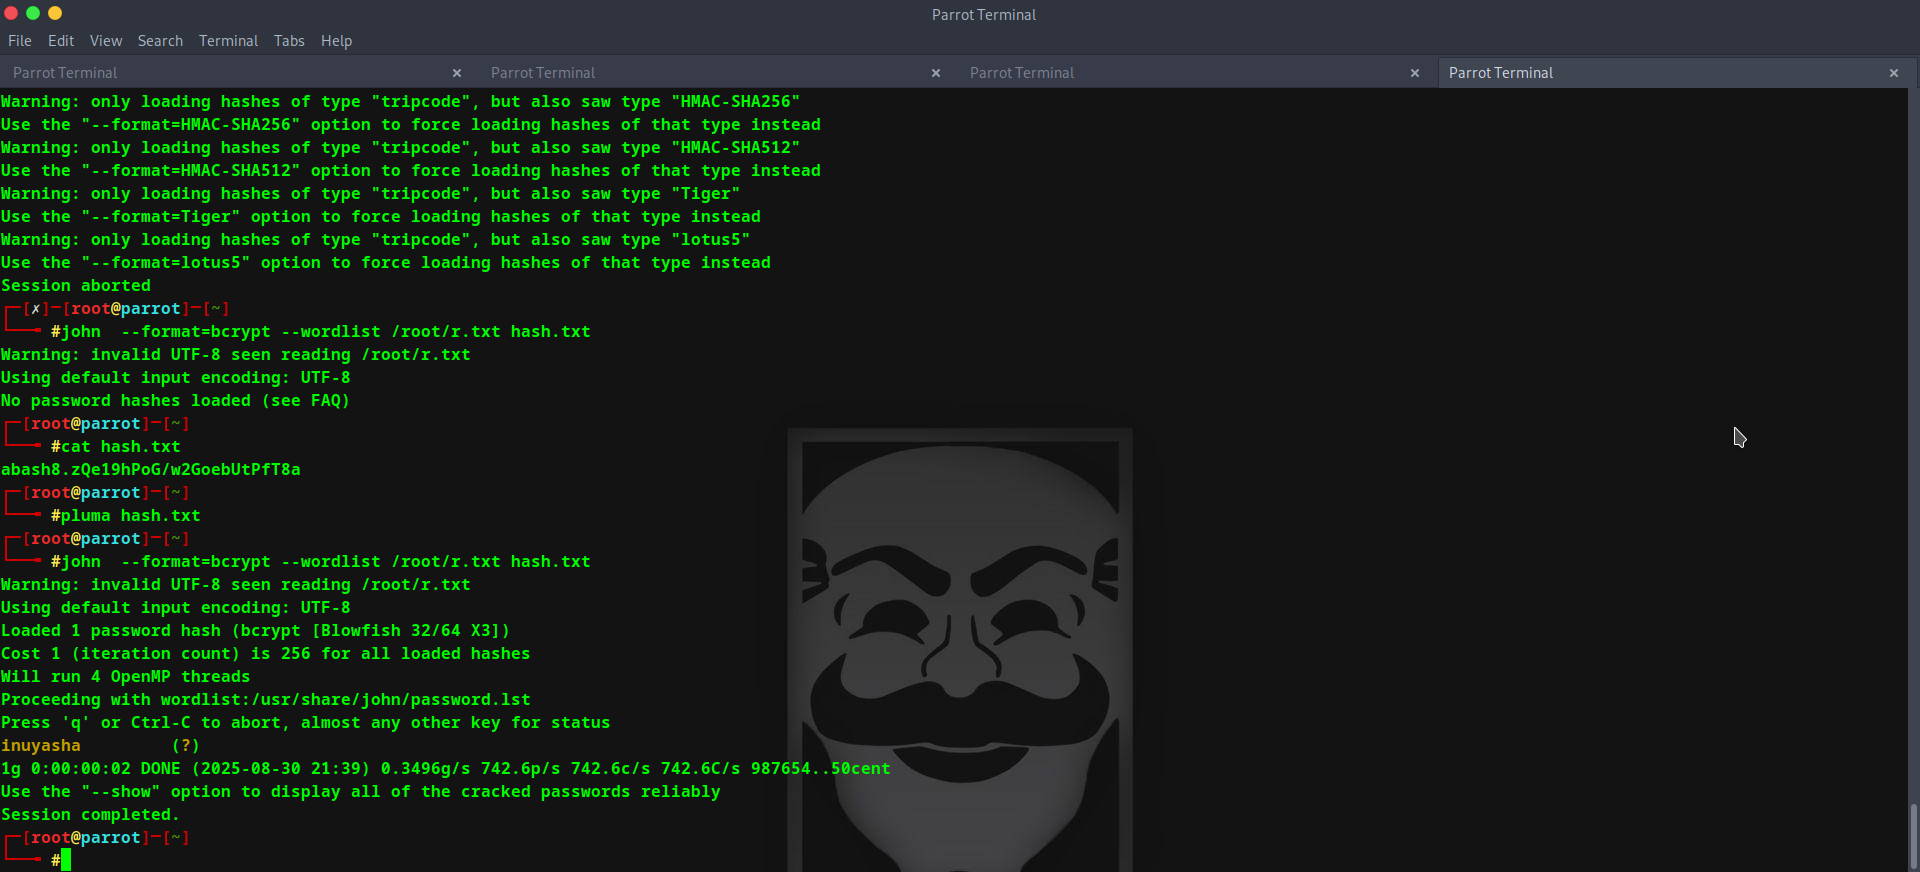 Parrot Terminal
File Edit View Search Terminal Tabs Help
Parrot Terminal × Parrot Terminal × Parrot Terminal × Parrot Terminal ×
Warning: only loading hashes of type "tripcode", but also saw type "HMAC-SHA256"
Use the "--format=HMAC-SHA256" option to force loading hashes of that type instead
Warning: only loading hashes of type "tripcode", but also saw type "HMAC-SHA512"
Use the "--format=HMAC-SHA512" option to force loading hashes of that type instead
Warning: only loading hashes of type "tripcode", but also saw type "Tiger"
Use the "--format=Tiger" option to force loading hashes of that type instead
Warning: only loading hashes of type "tripcode", but also saw type "lotus5"
Use the "--format=lotus5" option to force loading hashes of that type instead
Session aborted
┌─[✗]─[root@parrot]─[~]
└──╼ #john  --format=bcrypt --wordlist /root/r.txt hash.txt
Warning: invalid UTF-8 seen reading /root/r.txt
Using default input encoding: UTF-8
No password hashes loaded (see FAQ)
┌─[root@parrot]─[~]
└──╼ #cat hash.txt
abash8.zQe19hPoG/w2GoebUtPfT8a
┌─[root@parrot]─[~]
└──╼ #pluma hash.txt
┌─[root@parrot]─[~]
└──╼ #john  --format=bcrypt --wordlist /root/r.txt hash.txt
Warning: invalid UTF-8 seen reading /root/r.txt
Using default input encoding: UTF-8
Loaded 1 password hash (bcrypt [Blowfish 32/64 X3])
Cost 1 (iteration count) is 256 for all loaded hashes
Will run 4 OpenMP threads
Proceeding with wordlist:/usr/share/john/password.lst
Press 'q' or Ctrl-C to abort, almost any other key for status
inuyasha         (?)
1g 0:00:00:02 DONE (2025-08-30 21:39) 0.3496g/s 742.6p/s 742.6c/s 742.6C/s 987654..50cent
Use the "--show" option to display all of the cracked passwords reliably
Session completed.
┌─[root@parrot]─[~]
└──╼ #